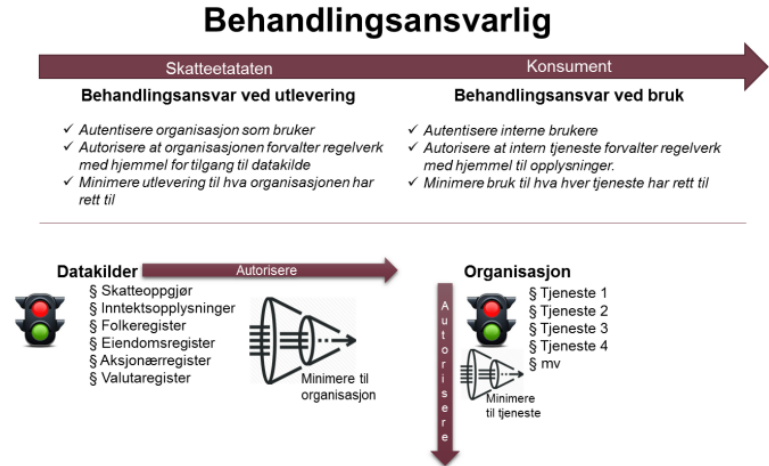 Behandlingsansvarlig
Skatteetataten
Konsument
Behandlingsansvar ved utlevering
✓ Autentisere organisasjon som bruker
✓ Autorisere at organisasjonen forvalter regelverk
med hjemmel for tilgang til datakilde
✓ Minimere utlevering til hva organisasjonen har
rett til
Behandlingsansvar ved bruk
✓ Autentisere interne brukere
✓ Autorisere at intern tjeneste forvalter regelverk
med hjemmel til opplysninger.
✓ Minimere bruk til hva hver tjeneste har rett til
Datakilder
Autorisere
§ Skatteoppgjør
§ Inntektsopplysninger
§ Folkeregister
§ Eiendomsregister
§ Aksjonærregister
§ Valutaregister
Minimere til
organisasjon
Organisasjon
Autorisere
§ Tjeneste 1
§ Tjeneste 2
§ Tjeneste 3
§ Tjeneste 4
§ mv
Minimere
til tjeneste